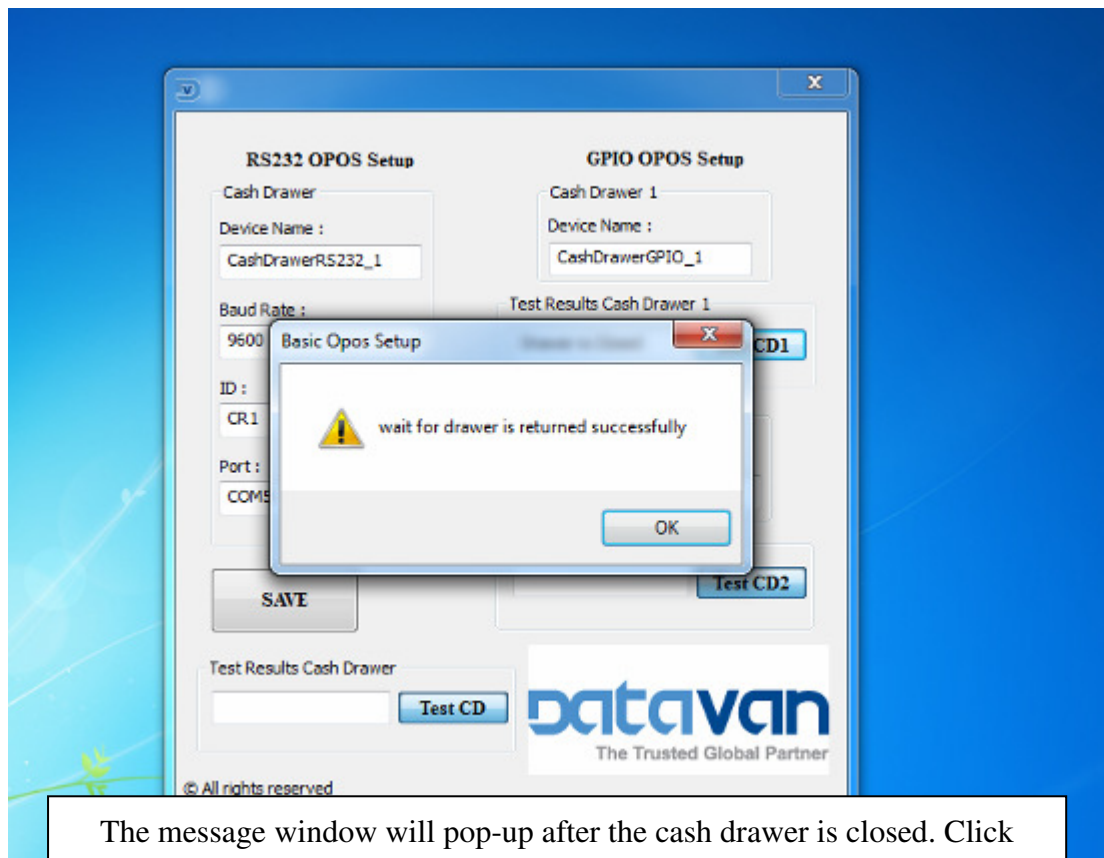 RS232 OPOS Setup
GPIO OPOS Setup
Cash Drawer
Device Name :
CashDrawerRS232_1
Baud Rate :
9600
ID :
CR1
Port :
COM5
SAVE
Test Results Cash Drawer
Test CD
Cash Drawer 1
Device Name :
CashDrawerGPIO_1
Test Results Cash Drawer 1
CD1
Test CD2
Basic Opos Setup
wait for drawer is returned successfully
OK
DATAVAN
The Trusted Global Partner
© All rights reserved
The message window will pop-up after the cash drawer is closed. Click